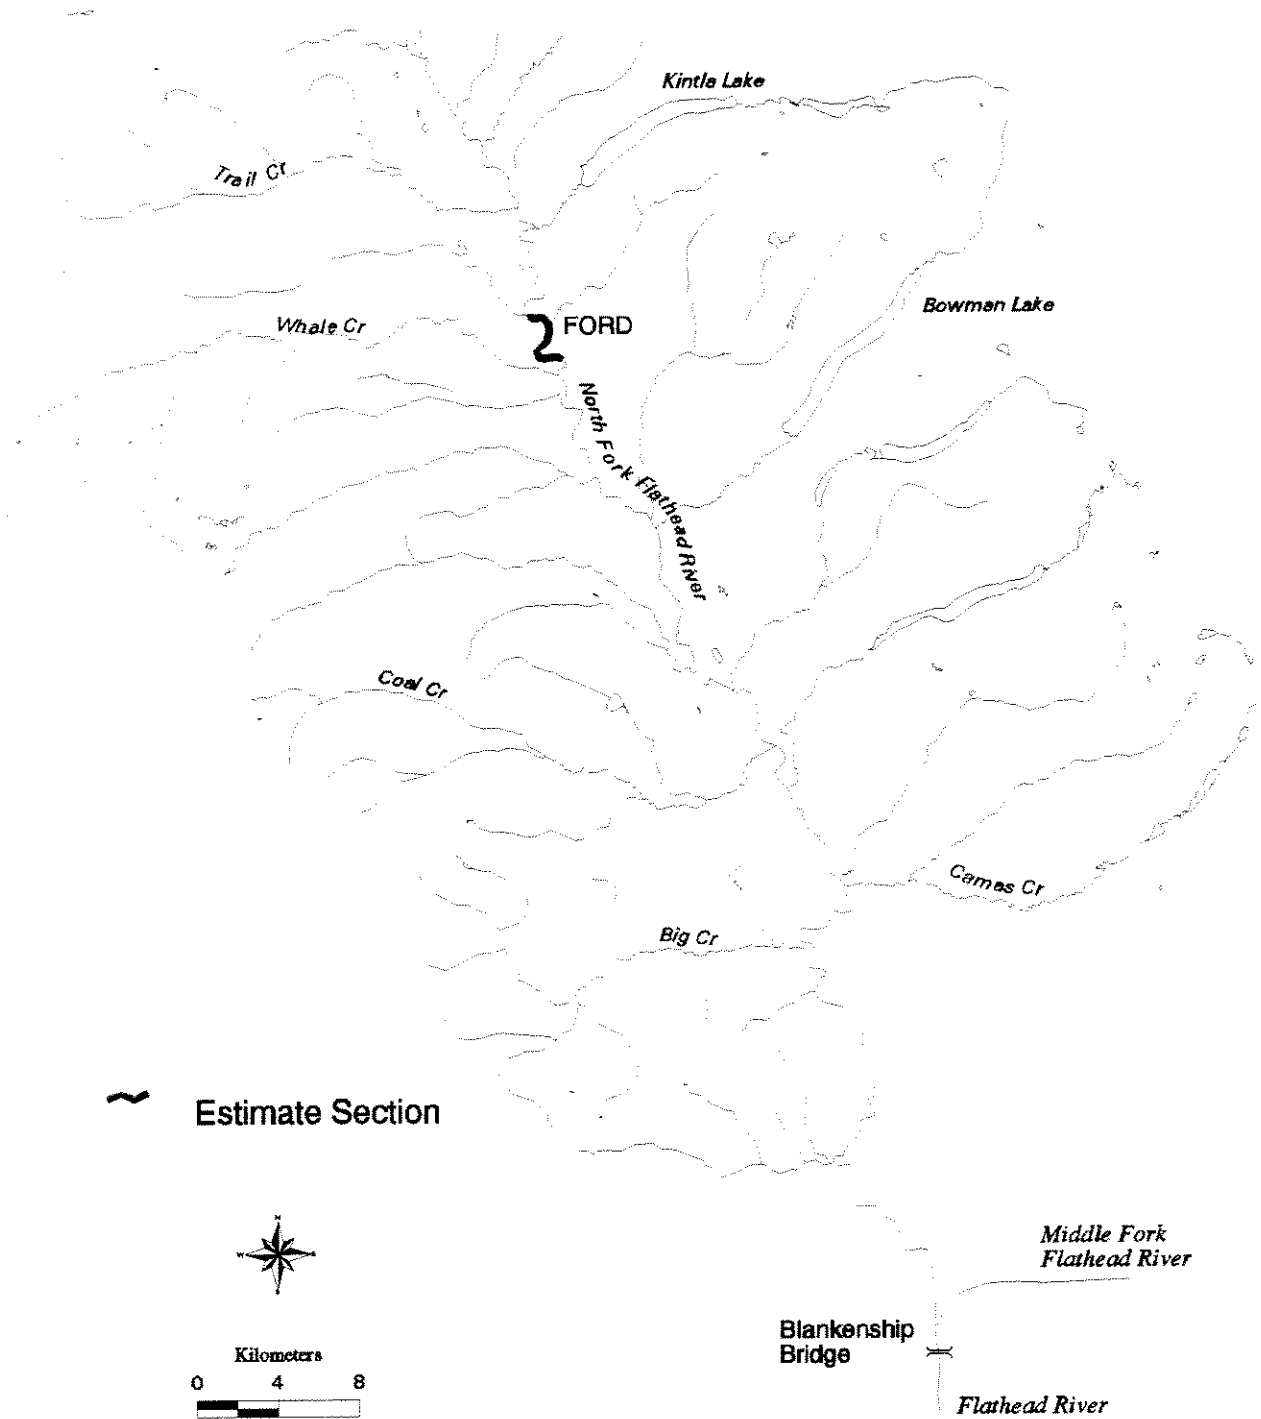 Kintla Lake
Trail Cr
Bowman Lake
Whale Cr
FORD
North Fork Flathead River
Coal Cr
Camas Cr
Big Cr
Estimate Section
N
W
Middle Fork
Flathead River
Blankenship
Bridge
Kilometers
0 4 8
Flathead River